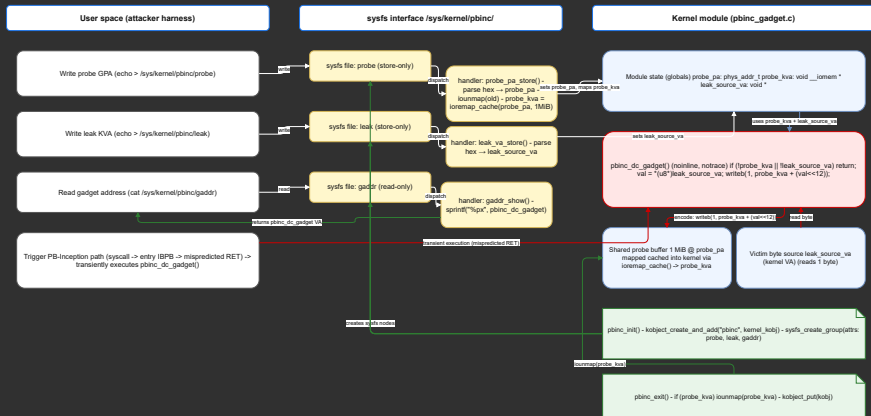 User space (attacker harness)
sysfs interface /sys/kernel/pbinc/
Kernel module (pbinc_gadget.c)
Write probe GPA (echo > /sys/kernel/pbinc/probe)
write
sysfs file: probe (store-only)
dispatch
handler: probe_pa_store() -
parse hex → probe_pa -
iounmap(old) - probe_kva =
ioremap_cache(probe_pa, 1MiB)
sets probe_pa, maps probe_kva
Module state (globals) probe_pa: phys_addr_t probe_kva: void __iomem *
leak_source_va: void *
Write leak KVA (echo > /sys/kernel/pbinc/leak)
write
sysfs file: leak (store-only)
dispatch
handler: leak_va_store() - parse
hex → leak_source_va
sets leak_source_va
uses probe_kva + leak_source_va
pbinc_dc_gadget() (noinline, notrace) if (!probe_kva || !leak_source_va) return;
val = *(u8*)leak_source_va; writeb(1, probe_kva + (val<<12));
Read gadget address (cat /sys/kernel/pbinc/gaddr)
read
sysfs file: gaddr (read-only)
dispatch
handler: gaddr_show() -
sprintf("%px", pbinc_dc_gadget)
returns pbinc_dc_gadget VA
encode: writeb(1, probe_kva + (val<<12))
read byte
Trigger PB-Inception path (syscall -> entry IBPB -> mispredicted RET) ->
transiently executes pbinc_dc_gadget()
transient execution (mispredicted RET)
Shared probe buffer 1 MiB @ probe_pa
mapped cached into kernel via
ioremap_cache() -> probe_kva
Victim byte source leak_source_va
(kernel VA) (reads 1 byte)
creates sysfs nodes
pbinc_init() - kobject_create_and_add("pbinc", kernel_kobj) - sysfs_create_group(attrs:
probe, leak, gaddr)
iounmap(probe_kva)
pbinc_exit() - if (probe_kva) iounmap(probe_kva) - kobject_put(kobj)